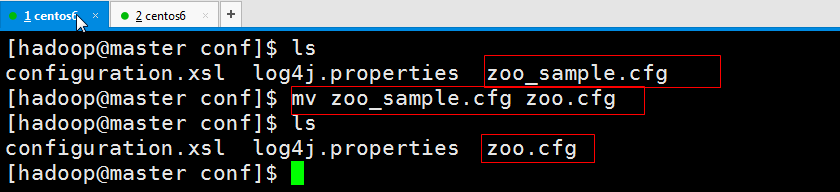 1 centos6 × 2 centos6 × +
[hadoop@master conf]$ ls
configuration.xsl log4j.properties zoo_sample.cfg
[hadoop@master conf]$ mv zoo_sample.cfg zoo.cfg
[hadoop@master conf]$ ls
configuration.xsl log4j.properties zoo.cfg
[hadoop@master conf]$